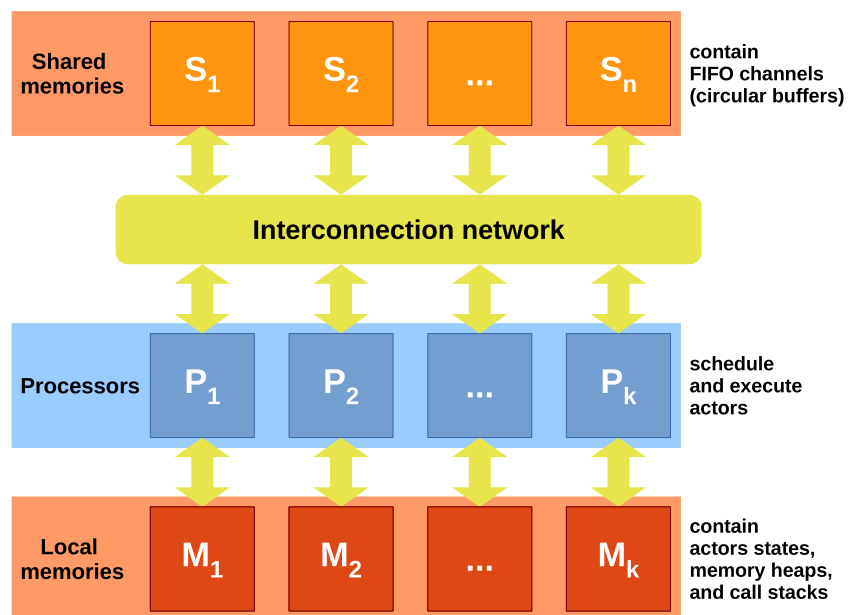 Shared
memories
S1
S2
...
Sn
contain
FIFO channels
(circular buffers)
Interconnection network
Processors
P1
P2
...
Pk
schedule
and execute
actors
Local
memories
M1
M2
...
Mk
contain
actors states,
memory heaps,
and call stacks